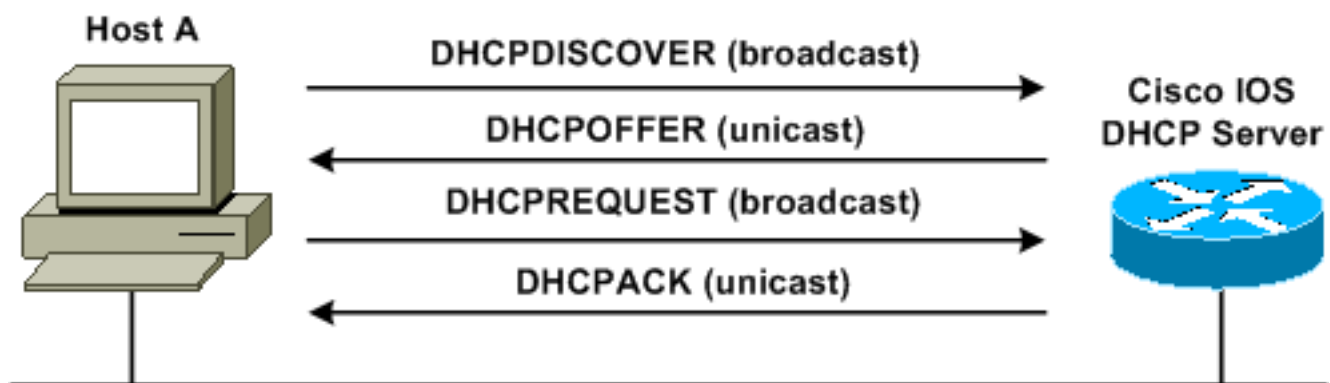 Host A
DHCPDISCOVER (broadcast)
Cisco IOS
DHCP Server
DHCPOFFER (unicast)
DHCPREQUEST (broadcast)
DHCPACK (unicast)